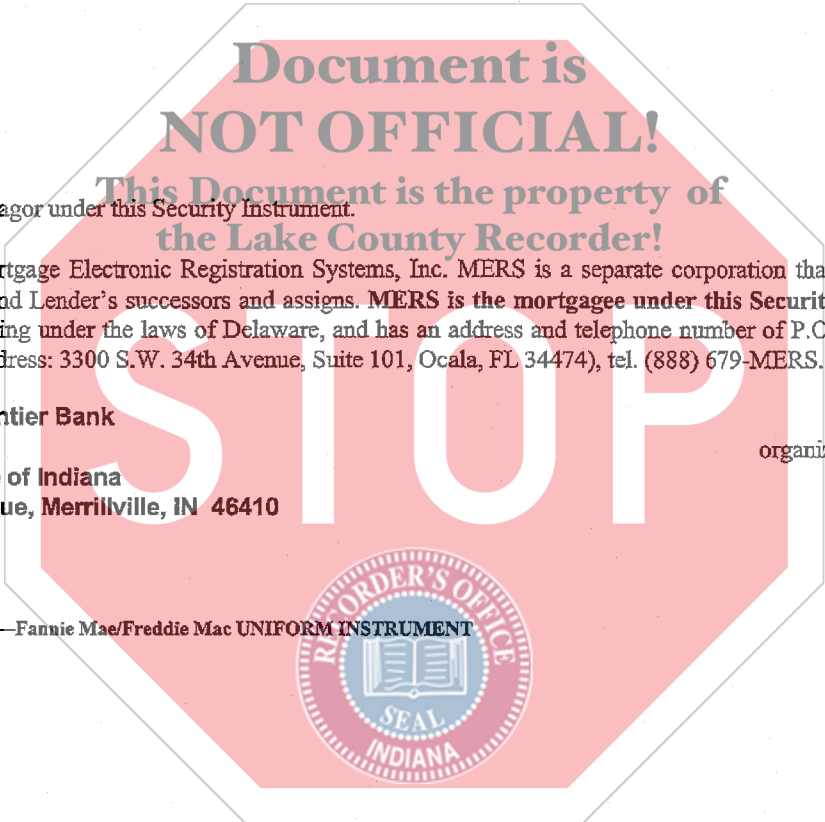 Document is
NOT OFFICIAL!
This Document is the property of
agor under this Security Instrument.
the Lake County Recorder!
rtgage Electronic Registration Systems, Inc. MERS is a separate corporation tha
nd Lender's successors and assigns. MERS is the mortgagee under this Securit
ing under the laws of Delaware, and has an address and telephone number of P.O
dress: 3300 S.W. 34th Avenue, Suite 101, Ocala, FL 34474), tel. (888) 679-MERS.
ntier Bank
organiz
of Indiana
ue, Merrillville, IN 46410
STOP
—Fannie Mae/Freddie Mac UNIFORM INSTRUMENT
RECORDER'S OFFICE
SEAL
INDIANA